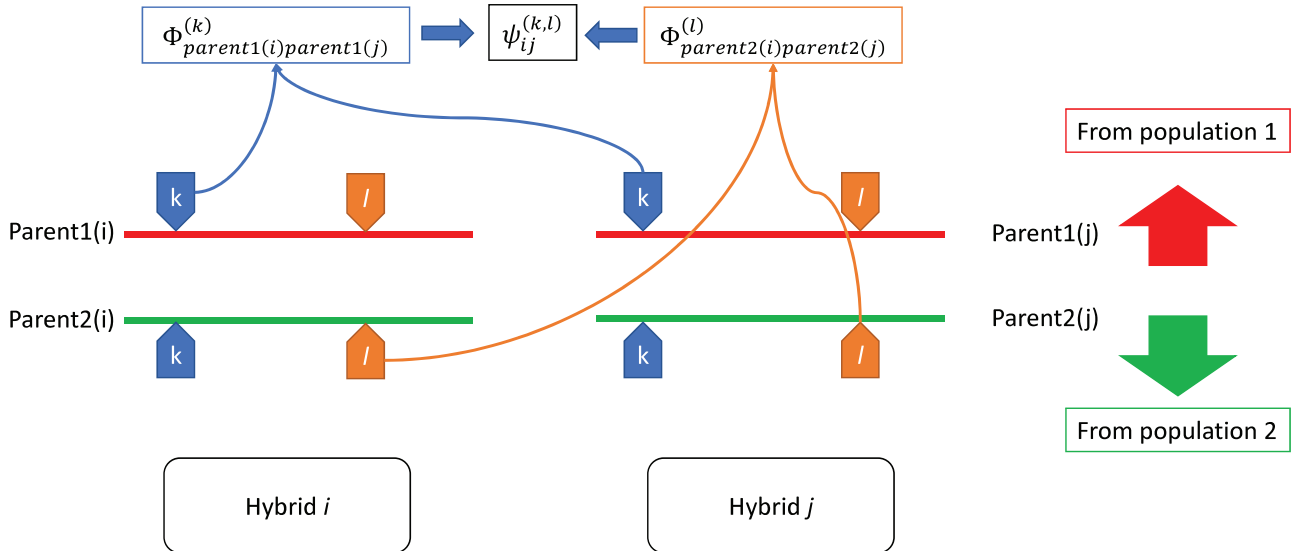 Φ^{(k)}_{parent1(i)parent1(j)}
ψ^{(k,l)}_{ij}
Φ^{(l)}_{parent2(i)parent2(j)}
From population 1
k
l
k
l
Parent1(i)
Parent1(j)
Parent2(i)
Parent2(j)
k
l
k
l
From population 2
Hybrid i
Hybrid j